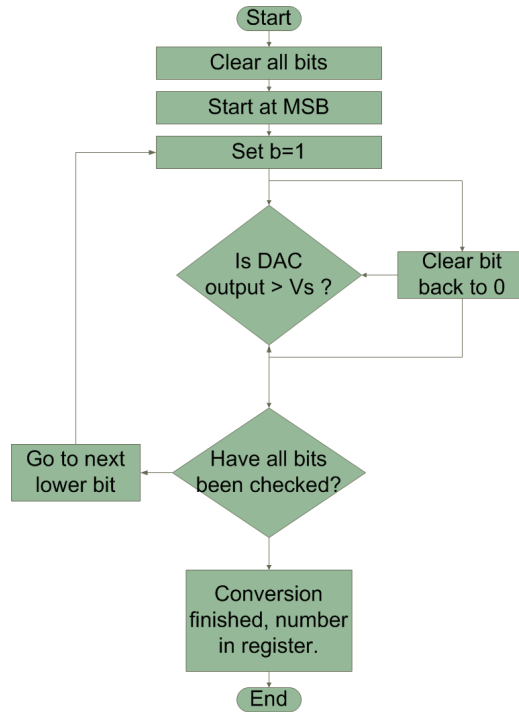 Start
Clear all bits
Start at MSB
Set b=1
Is DAC
output > Vs ?
Clear bit
back to 0
Go to next
lower bit
Have all bits
been checked?
Conversion
finished, number
in register.
End